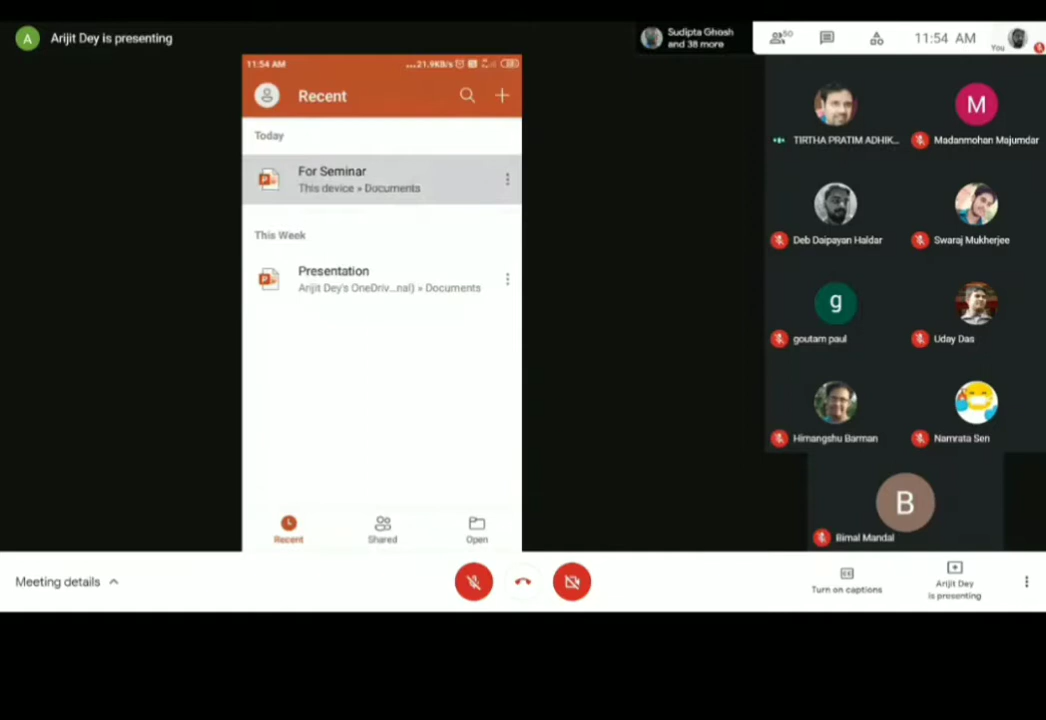 A Arijit Dey is presenting
Sudipta Ghosh
and 38 more
50
11:54 AM
You
11:54 AM
...21.9KB/s
Recent
Today
For Seminar
This device » Documents
This Week
Presentation
Arijit Dey's OneDriv...nal) » Documents
Recent
Shared
Open
TIRTHA PRATIM ADHIK...
M
Madanmohan Majumdar
Deb Daipayan Haldar
Swaraj Mukherjee
g
goutam paul
Uday Das
Himangshu Barman
Namrata Sen
B
Bimal Mandal
Meeting details
Turn on captions
Arijit Dey
is presenting